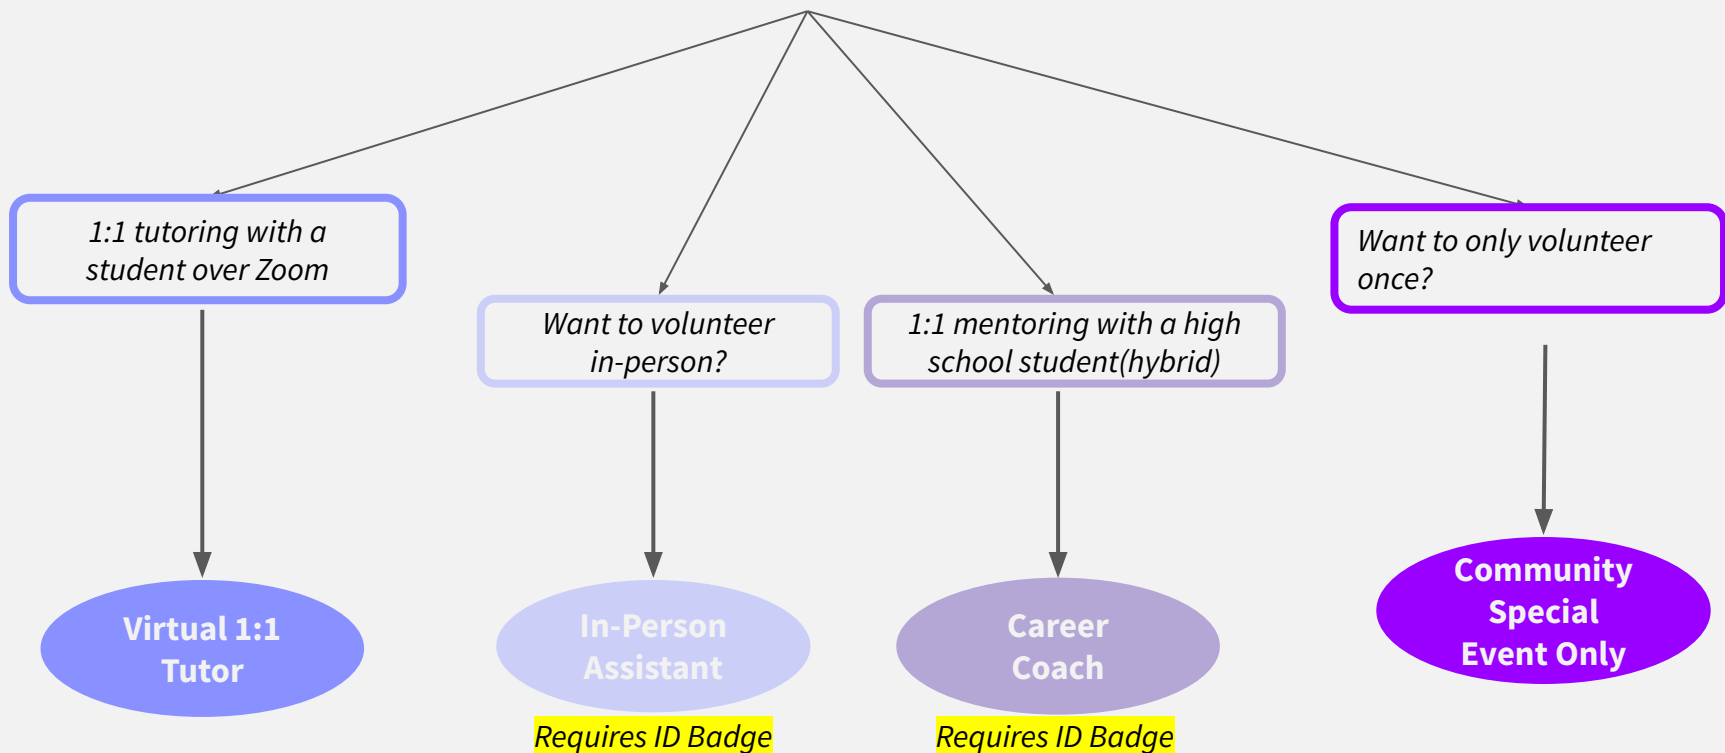 1:1 tutoring with a
student over Zoom
Want to only volunteer
once?
Want to volunteer
in-person?
1:1 mentoring with a high
school student(hybrid)
Virtual 1:1
Tutor
In-Person
Assistant
Career
Coach
Community
Special
Event Only
Requires ID Badge
Requires ID Badge